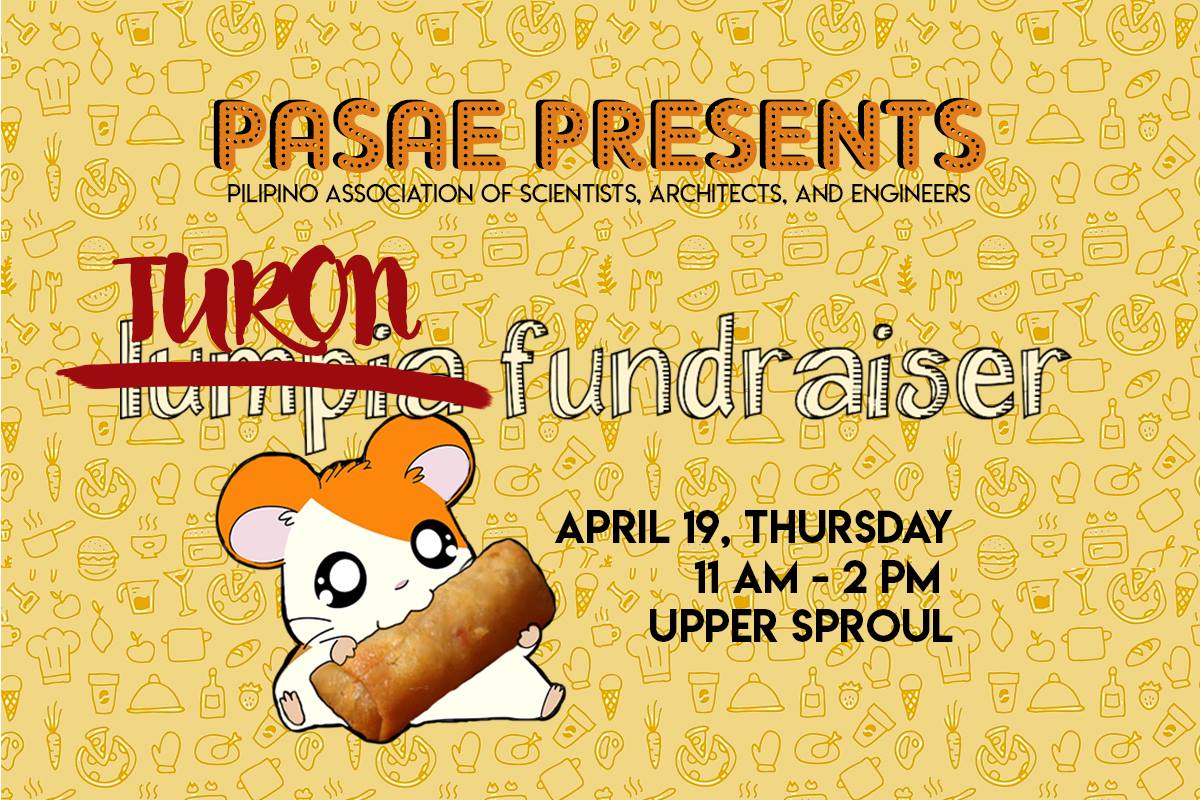 PASAE PRESENTS
PILIPINO ASSOCIATION OF SCIENTISTS, ARCHITECTS, AND ENGINEERS
TURON
lumpia fundraiser
APRIL 19, THURSDAY
11 AM - 2 PM
UPPER SPROUL